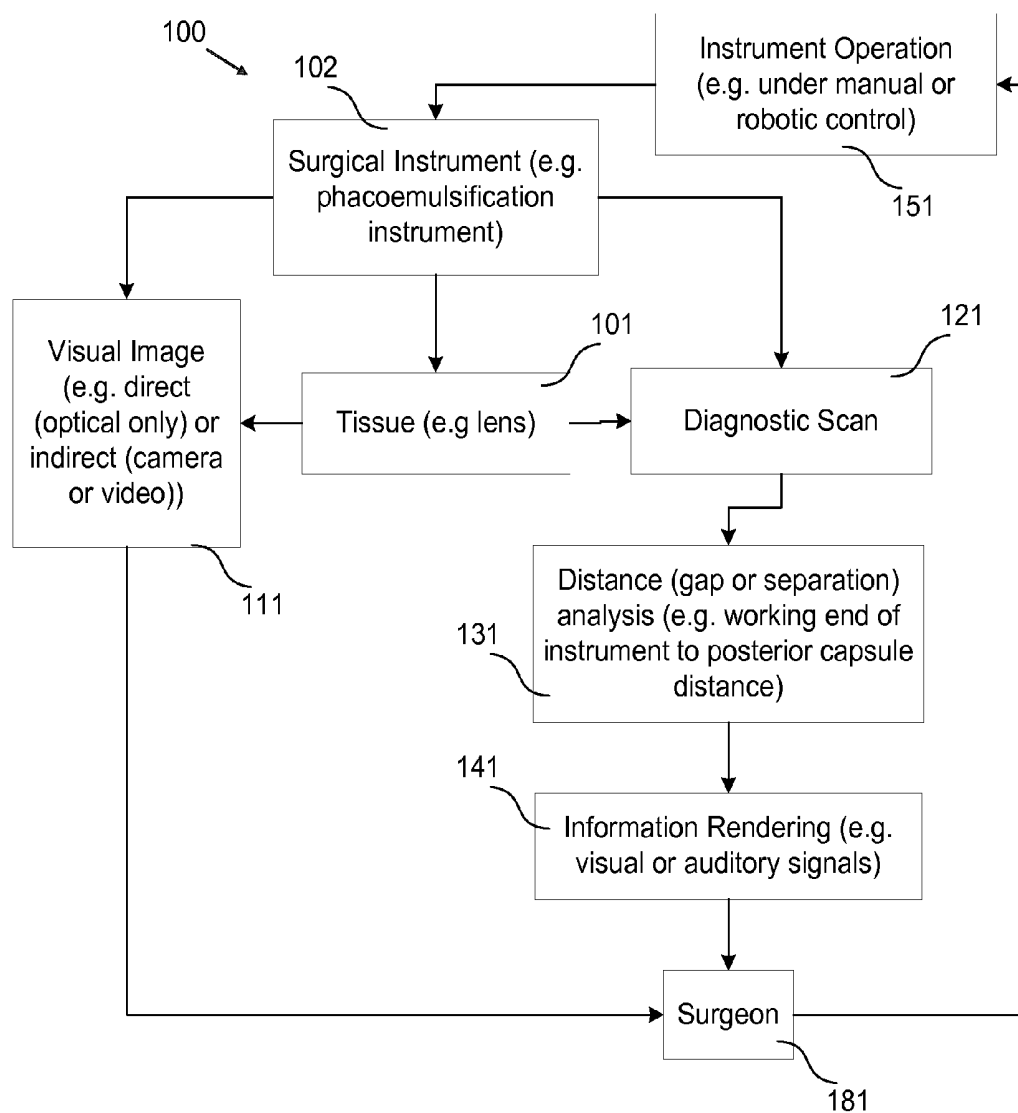 100
102
Instrument Operation
(e.g. under manual or
robotic control)
151
Surgical Instrument (e.g.
phacoemulsification
instrument)
Visual Image
(e.g. direct
(optical only) or
indirect (camera
or video))
111
101
Tissue (e.g lens)
121
Diagnostic Scan
Distance (gap or separation)
analysis (e.g. working end of
instrument to posterior capsule
distance)
131
141
Information Rendering (e.g.
visual or auditory signals)
Surgeon
181